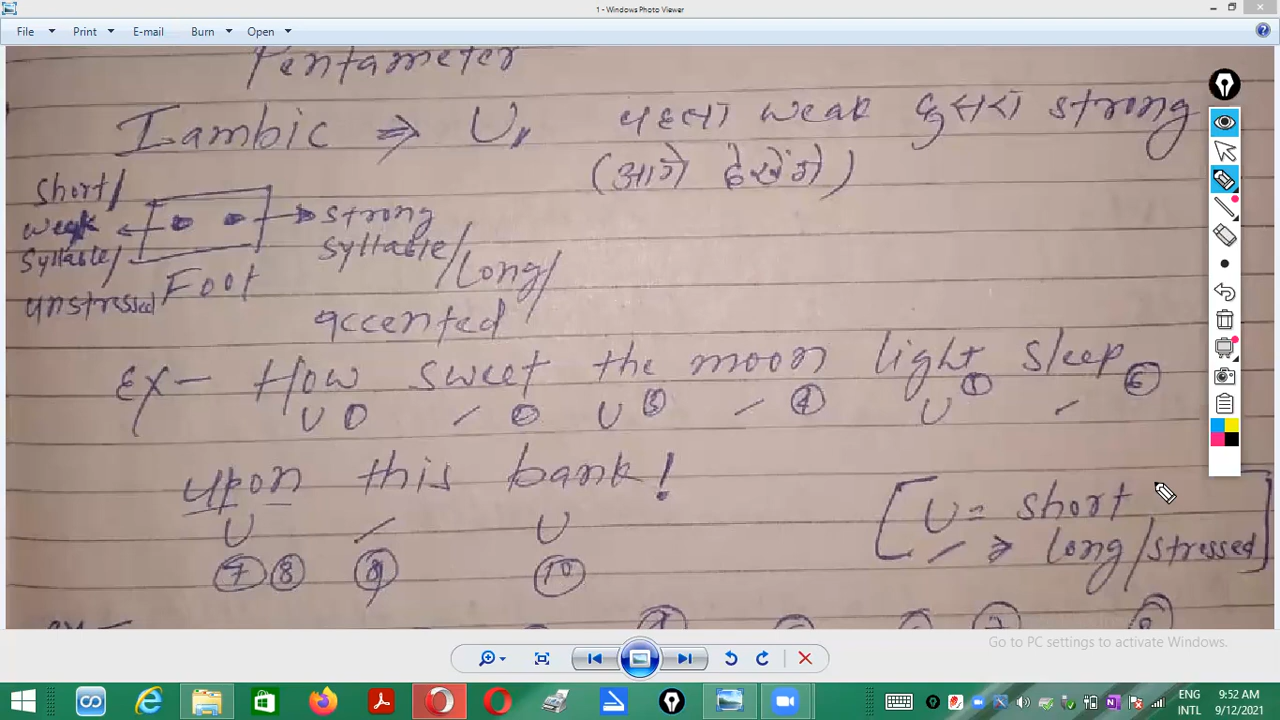 1 - Windows Photo Viewer
File Print E-mail Burn Open
Pentameter
Iambic ⇒ U, पहला weak दुसरा strong
(आगे देखेंगे)
short/
weak
syllable/
unstressed
Foot
strong
syllable/Long/
accented
Ex- How sweet the moon light sleep
U ① / ② U ③ / ④ U ⑤ / ⑥
upon this bank!
U / U
⑦ ⑧ ⑨ ⑩
[U = short
/ ⇒ long/stressed]
Go to PC settings to activate Windows.
ENG 9:52 AM
INTL 9/12/2021